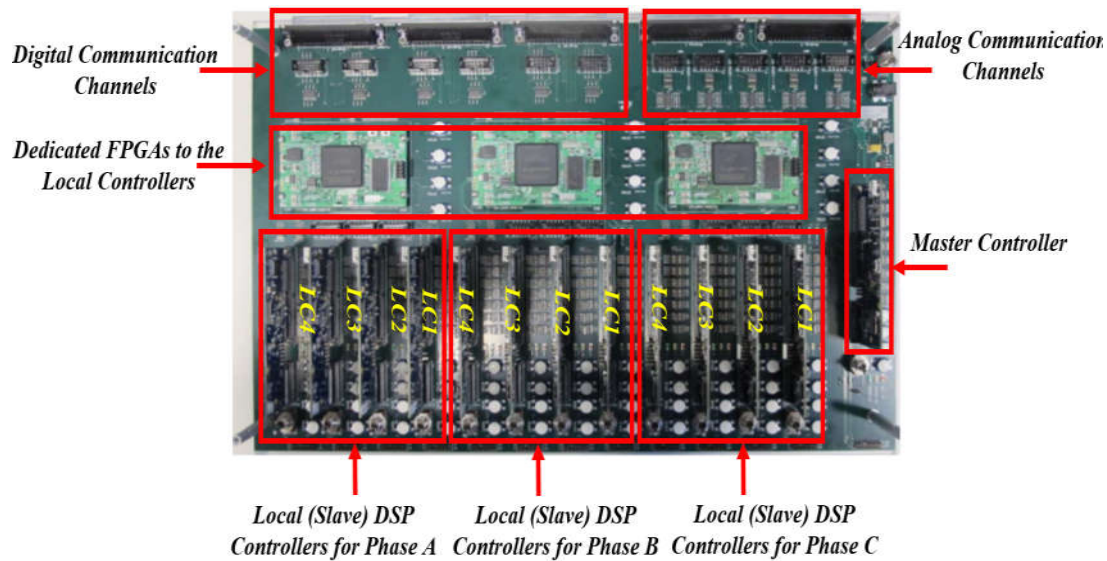 Digital Communication
Channels
Analog Communication
Channels
Dedicated FPGAs to the
Local Controllers
Master Controller
LC4
LC3
LC2
LC1
LC4
LC3
LC2
LC1
LC4
LC3
LC2
LC1
Local (Slave) DSP
Controllers for Phase A
Local (Slave) DSP
Controllers for Phase B
Local (Slave) DSP
Controllers for Phase C